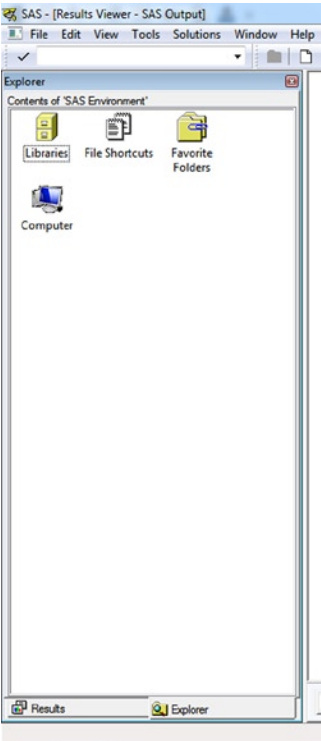 SAS - [Results Viewer - SAS Output]
File Edit View Tools Solutions Window Help
Explorer
Contents of 'SAS Environment'
Libraries File Shortcuts Favorite Folders
Computer
Results Explorer